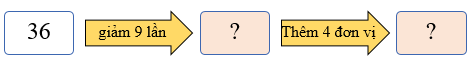 36 giảm 9 lần ? Thêm 4 đơn vị ?